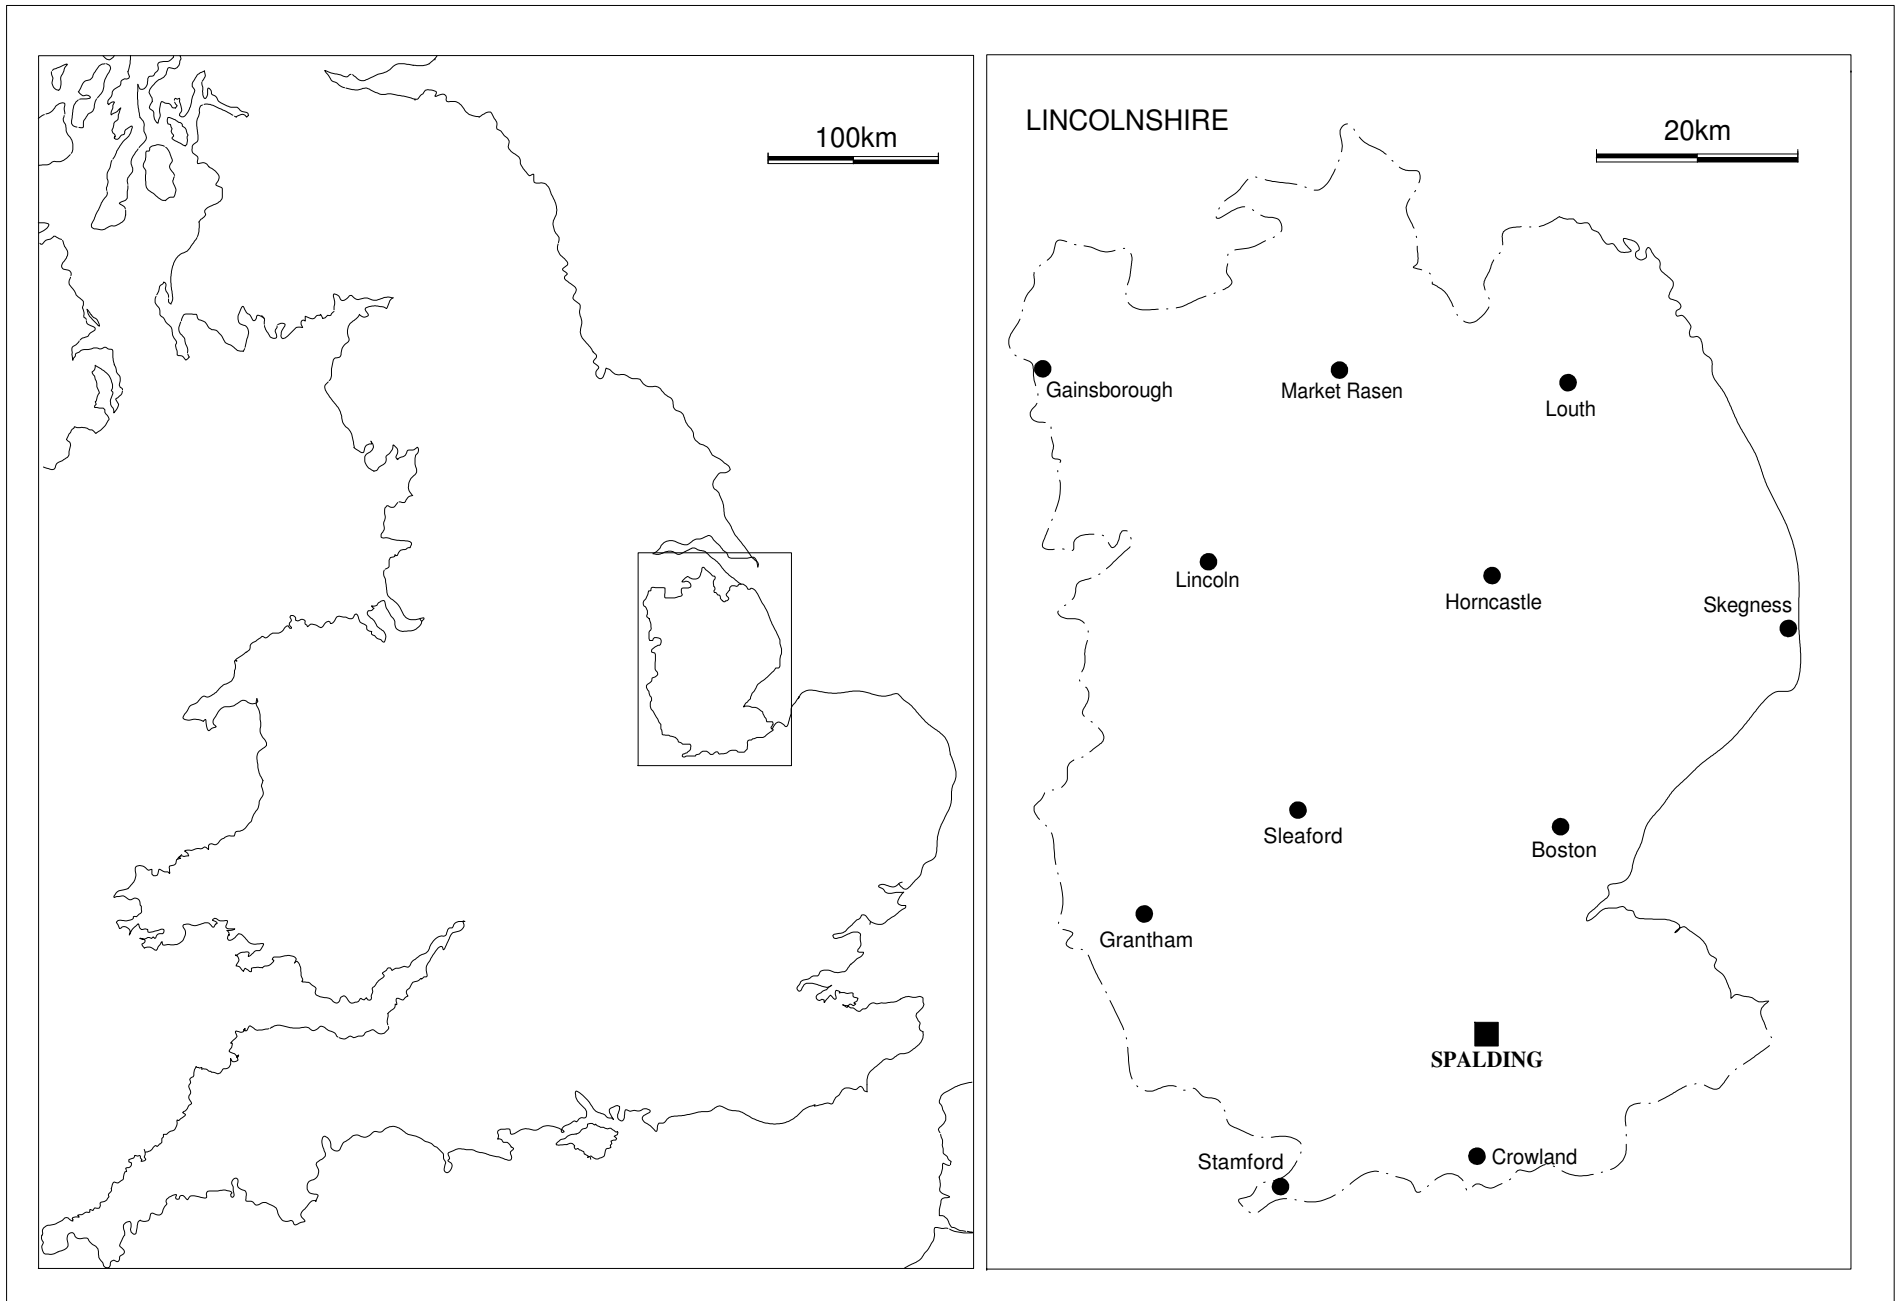 100km
LINCOLNSHIRE
20km
Gainsborough
Market Rasen
Louth
Lincoln
Horncastle
Skegness
Sleaford
Boston
Grantham
SPALDING
Stamford
Crowland